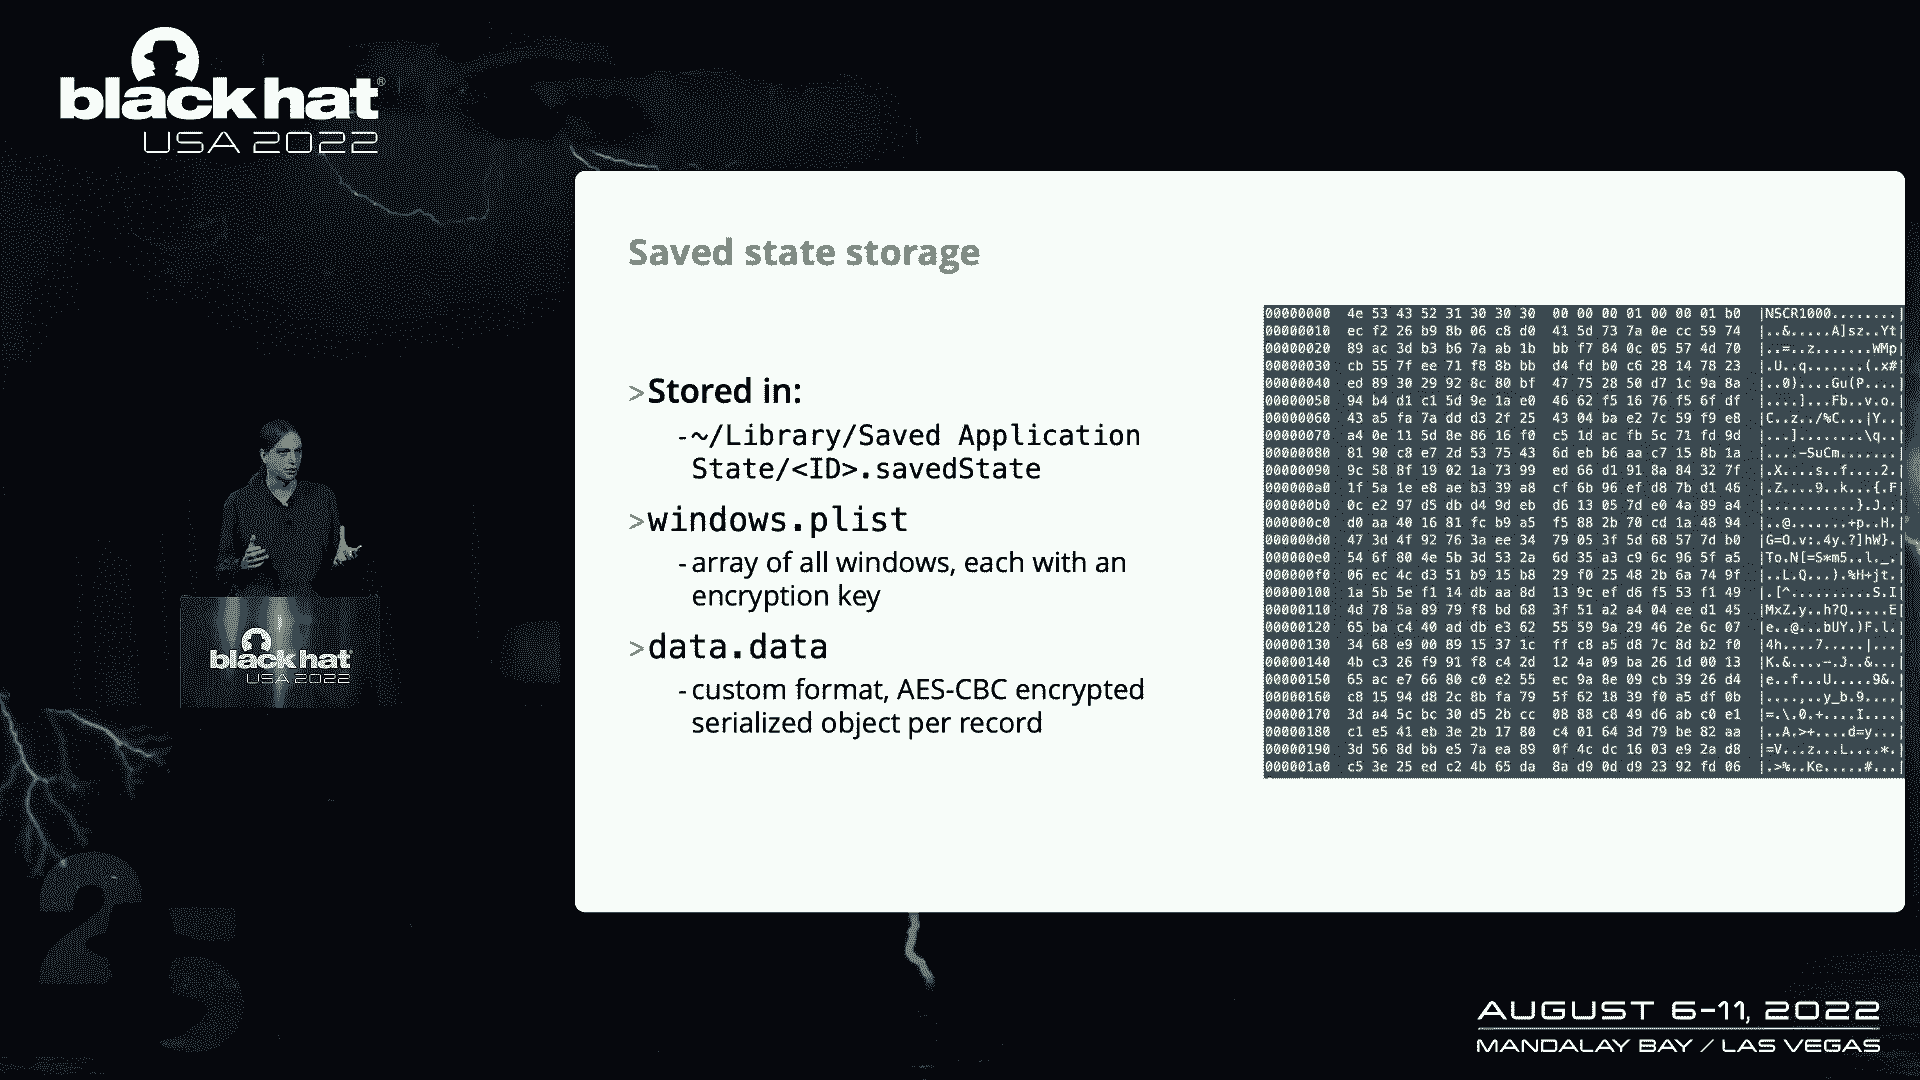 black hat®
USA 2022
Saved state storage
>Stored in:
-~/Library/Saved Application
State/<ID>.savedState
>windows.plist
-array of all windows, each with an
encryption key
>data.data
-custom format, AES-CBC encrypted
serialized object per record
00000000 4e 53 43 52 31 30 30 30 00 00 00 01 00 00 01 b0 |NSCR1000........|
00000010 ec f2 26 b9 8b 06 c8 d0 41 5d 73 7a 0e cc 59 74 |..&.....A]sz..Yt|
00000020 89 ac 3d b3 b6 7a ab 1b bb f7 84 0c 05 57 4d 70 |..=..z.......WMp|
00000030 cb 55 7f ee 71 f8 8b bb d4 fd b0 c6 28 14 78 23 |.U..q.......(.x#|
00000040 ed 89 30 29 92 8c 80 bf 47 75 28 50 d7 1c 9a 8a |..0)....Gu(P....|
00000050 94 b4 d1 c1 5d 9e 1a e0 46 62 f5 16 76 f5 6f df |....]...Fb..v.o.|
00000060 43 a5 fa 7a dd d3 2f 25 43 04 ba e2 7c 59 f9 e8 |C..z../%C...|Y..|
00000070 a4 0e 11 5d 8e 86 16 f0 c5 1d ac fb 5c 71 fd 9d |...]........\q..|
00000080 81 90 c8 e7 2d 53 75 43 6d eb b6 aa c7 15 8b 1a |....-SuCm.......|
00000090 9c 58 8f 19 02 1a 73 99 ed 66 d1 91 8a 84 32 7f |.X....s..f....2.|
000000a0 1f 5a 1e e8 ae b3 39 a8 cf 6b 96 ef d8 7b d1 46 |.Z....9..k...{.F|
000000b0 0c e2 97 d5 db d4 9d eb d6 13 05 7d e0 4a 89 a4 |...........}.J..|
000000c0 d0 aa 40 16 81 fc b9 a5 f5 88 2b 70 cd 1a 48 94 |..@.......+p..H.|
000000d0 47 3d 4f 92 76 3a ee 34 79 05 3f 5d 68 57 7d b0 |G=O.v:.4y.?]hW}.|
000000e0 54 6f 80 4e 5b 3d 53 2a 6d 35 a3 c9 6c 96 5f a5 |To.N[=S*m5..l._.|
000000f0 06 ec 4c d3 51 b9 15 b8 29 f0 25 48 2b 6a 74 9f |..L.Q...).%H+jt.|
00000100 1a 5b 5e f1 14 db aa 8d 13 9c ef d6 f5 53 f1 49 |.[^..........S.I|
00000110 4d 78 5a 89 79 f8 bd 68 3f 51 a2 a4 04 ee d1 45 |MxZ.y..h?Q.....E|
00000120 65 ba c4 40 ad db e3 62 55 59 9a 29 46 2e 6c 07 |e..@...bUY.)F.l.|
00000130 34 68 e9 00 89 15 37 1c ff c8 a5 d8 7c 8d b2 f0 |4h....7.....|...|
00000140 4b c3 26 f9 91 f8 c4 2d 12 4a 09 ba 26 1d 00 13 |K.&....-.J..&...|
00000150 65 ac e7 66 80 c0 e2 55 ec 9a 8e 09 cb 39 26 d4 |e..f...U.....9&.|
00000160 c8 15 94 d8 2c 8b fa 79 5f 62 18 39 f0 a5 df 0b |....,..y_b.9....|
00000170 3d a4 5c bc 30 d5 2b cc 08 88 c8 49 d6 ab c0 e1 |=.\.0.+....I....|
00000180 c1 e5 41 eb 3e 2b 17 80 c4 01 64 3d 79 be 82 aa |..A.>+....d=y...|
00000190 3d 56 8d bb e5 7a ea 89 0f 4c dc 16 03 e9 2a d8 |=V...z...L....*.|
000001a0 c5 3e 25 ed c2 4b 65 da 8a d9 0d d9 23 92 fd 06 |.>%..Ke.....#...|
black hat®
USA 2022
25
AUGUST 6-11, 2022
MANDALAY BAY / LAS VEGAS